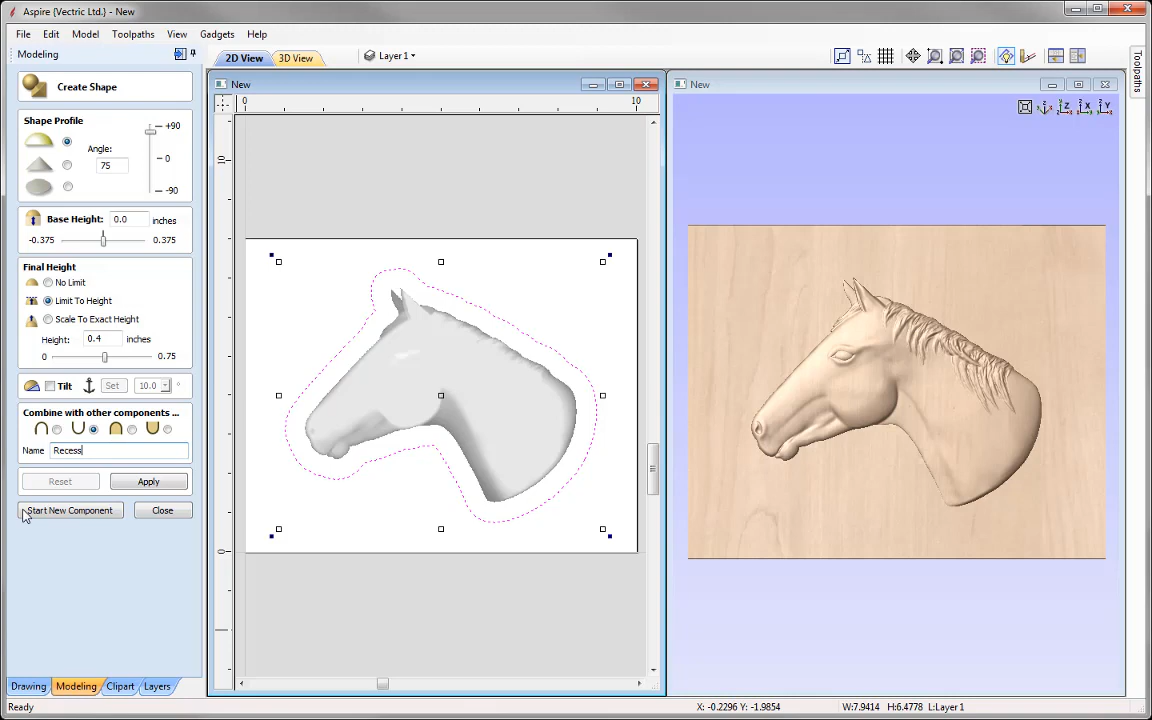 Aspire {Vectric Ltd.} - New
File Edit Model Toolpaths View Gadgets Help
Modeling
2D View 3D View Layer 1
Create Shape
New
New
0 10
Shape Profile
+90
Angle:
75
0
-90
10
Base Height: 0.0 inches
-0.375 0.375
Final Height
No Limit
Limit To Height
Scale To Exact Height
Height: 0.4 inches
0 0.75
Tilt Set 10.0 °
Combine with other components ...
Name Recess
Reset Apply
Start New Component Close
0
Toolpaths
Z X Y
Drawing Modeling Clipart Layers
Ready
X: -0.2296 Y: -1.9854 W:7.9414 H:6.4778 L:Layer 1